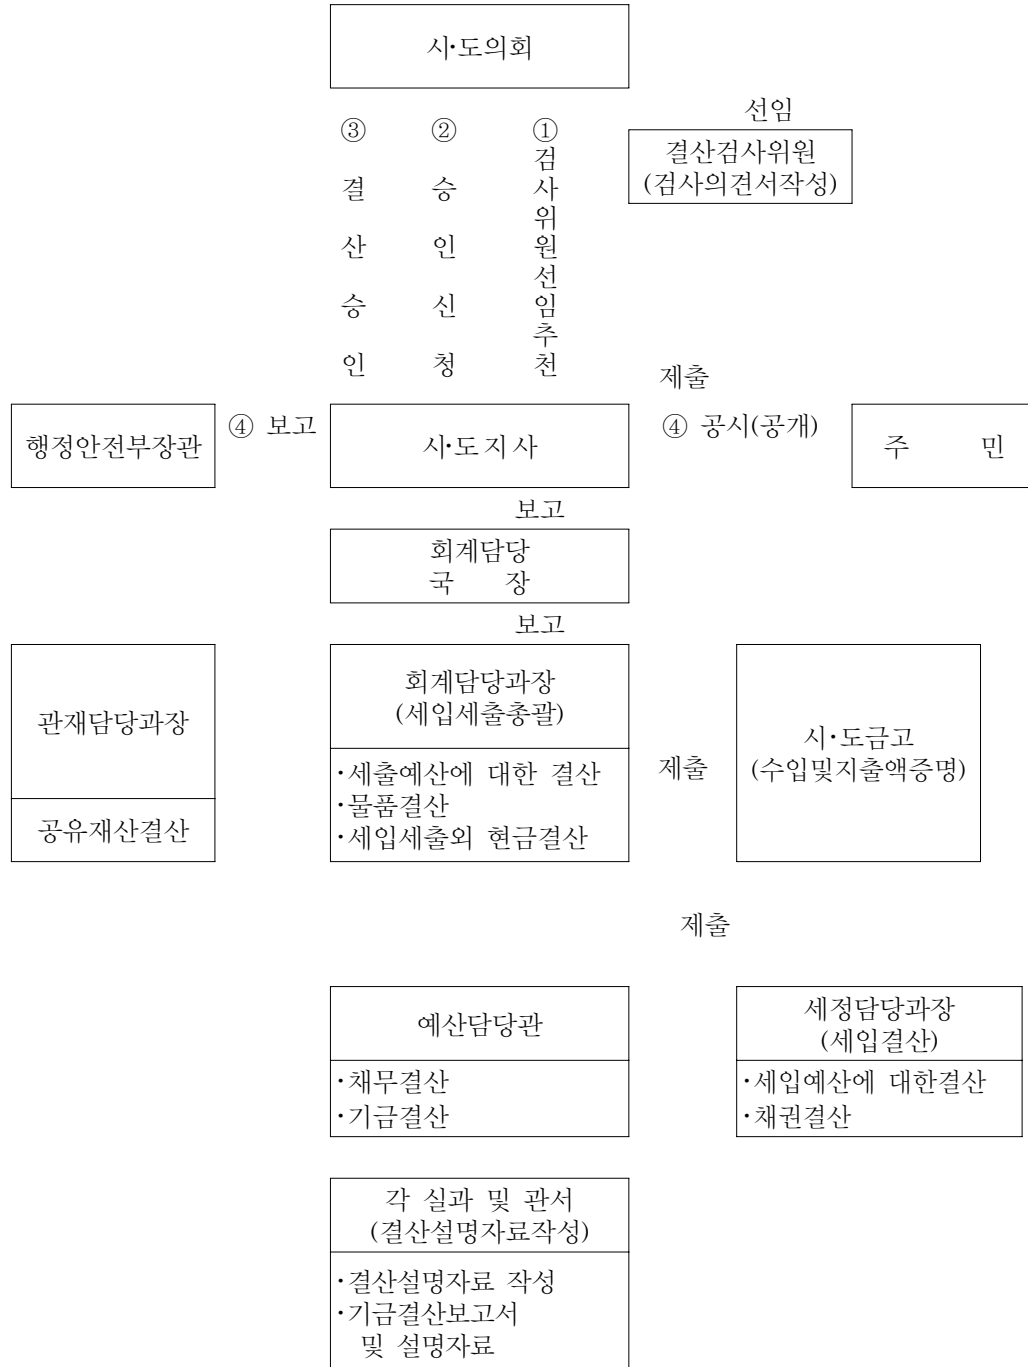 시·도의회
선임
결산검사위원
(검사의견서작성)
③ 결산승인
② 승인신청
① 검사위원선임추천
제출
행정안전부장관
④ 보고
시·도지사
④ 공시(공개)
주 민
보고
회계담당
국 장
보고
관재담당과장
공유재산결산
회계담당과장
(세입세출총괄)
·세출예산에 대한 결산
·물품결산
·세입세출외 현금결산
제출
시·도금고
(수입및지출액증명)
제출
예산담당관
·채무결산
·기금결산
세정담당과장
(세입결산)
·세입예산에 대한결산
·채권결산
각 실과 및 관서
(결산설명자료작성)
·결산설명자료 작성
·기금결산보고서
및 설명자료